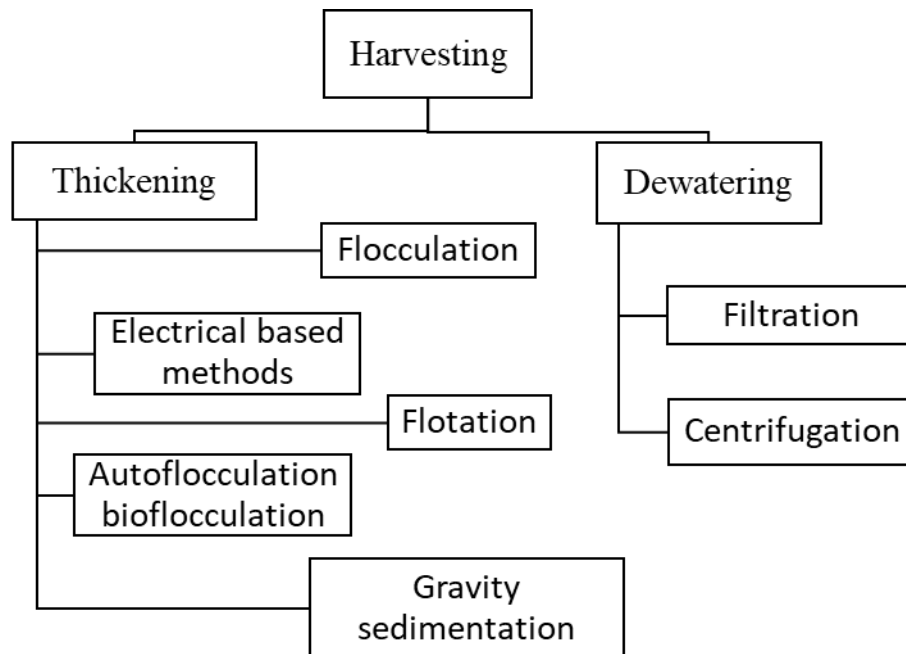 Harvesting
Thickening
Dewatering
Flocculation
Electrical based
methods
Flotation
Autoflocculation
bioflocculation
Gravity
sedimentation
Filtration
Centrifugation